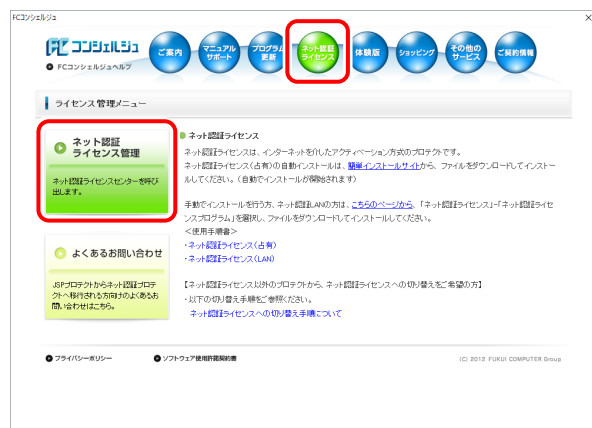 FCコンシェルジュ
×
FC コンシェルジュ
FCコンシェルジュヘルプ
ご案内
マニュアル
サポート
プログラム
更新
ネット認証
ライセンス
体験版
ショッピング
その他の
サービス
ご契約情報
ライセンス管理メニュー
ネット認証
ライセンス管理
ネット認証ライセンスセンターを呼び
出します。
よくあるお問い合わせ
JSPプロテクトからネット認証プロテ
クトへ移行される方向けのよくあるお
問い合わせはこちら。
ネット認証ライセンス
ネット認証ライセンスは、インターネットを介したアクティベーション方式のプロテクトです。
ネット認証ライセンス(占有)の自動インストールは、簡単インストールサイトから、ファイルをダウンロードしてインストー
ルしてください。(自動でインストールが開始されます)
手動でインストールを行う方、ネット認証LANの方は、こちらのページから、「ネット認証ライセンス」-「ネット認証ライセ
ンスプログラム」を選択し、ファイルをダウンロードしてインストールしてください。
<使用手順書>
・ネット認証ライセンス(占有)
・ネット認証ライセンス(LAN)
【ネット認証ライセンス以外のプロテクトから、ネット認証ライセンスへの切り替えをご希望の方】
・以下の切り替え手順をご参照ください。
ネット認証ライセンスへの切り替え手順について
プライバシーポリシー
ソフトウェア使用許諾契約書
(C) 2012 FUKUI COMPUTER Group